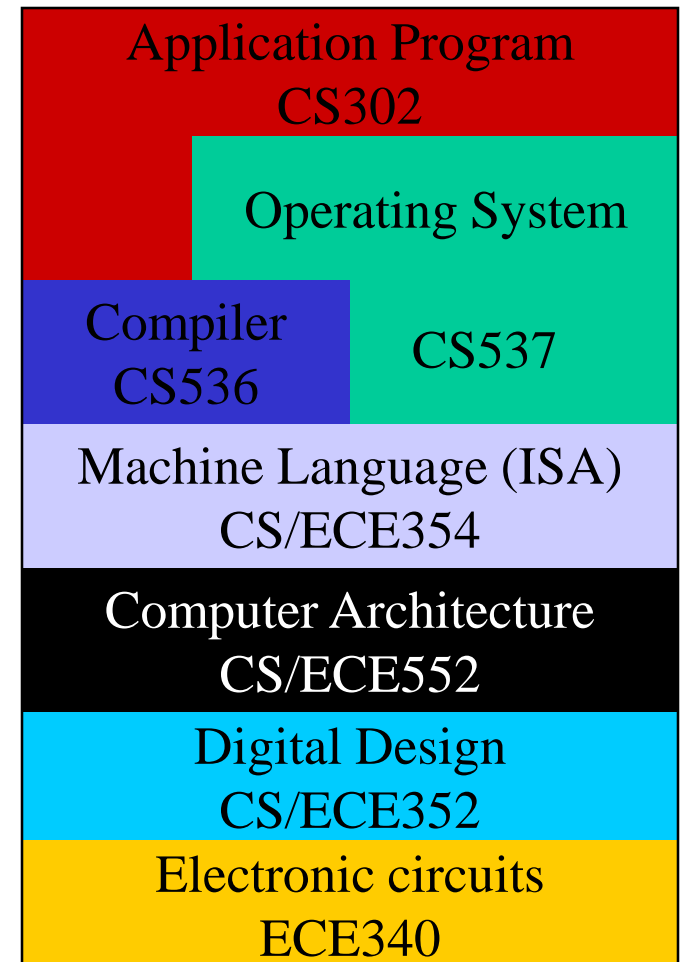 Application Program
CS302
Operating System
CS537
Compiler
CS536
Machine Language (ISA)
CS/ECE354
Computer Architecture
CS/ECE552
Digital Design
CS/ECE352
Electronic circuits
ECE340